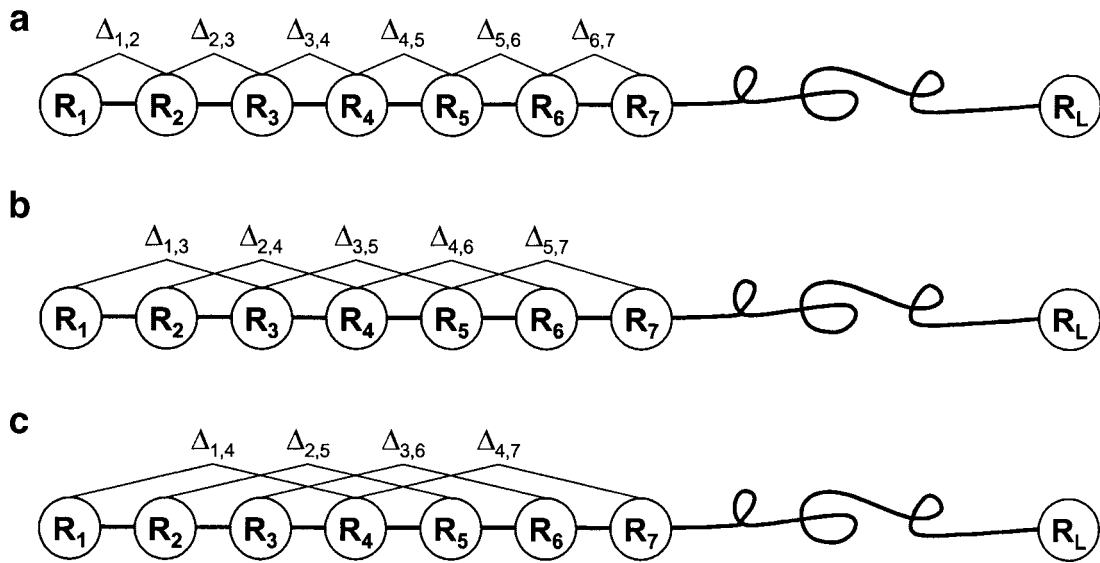 a
Δ1,2 Δ2,3 Δ3,4 Δ4,5 Δ5,6 Δ6,7
R1 R2 R3 R4 R5 R6 R7 RL
b
Δ1,3 Δ2,4 Δ3,5 Δ4,6 Δ5,7
R1 R2 R3 R4 R5 R6 R7 RL
c
Δ1,4 Δ2,5 Δ3,6 Δ4,7
R1 R2 R3 R4 R5 R6 R7 RL